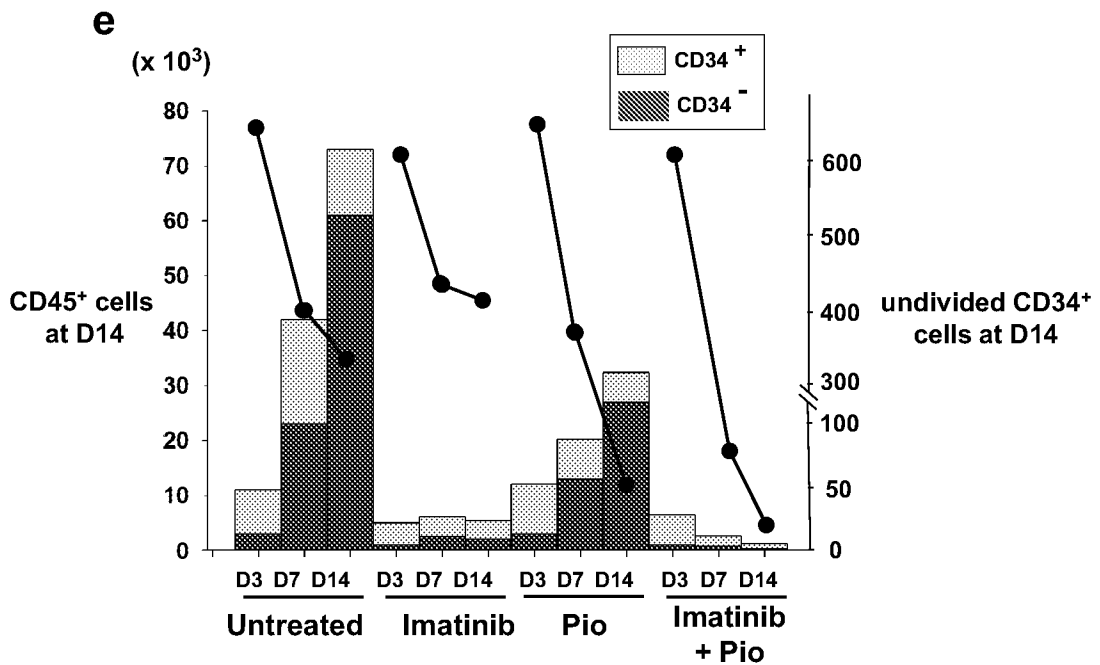 e
(x 10³)
CD34 +
CD34 -
80
70
60
50
40
30
20
10
0
CD45⁺ cells
at D14
600
500
400
300
100
50
0
undivided CD34⁺
cells at D14
D3 D7 D14 D3 D7 D14 D3 D7 D14 D3 D7 D14
Untreated Imatinib Pio Imatinib
+ Pio